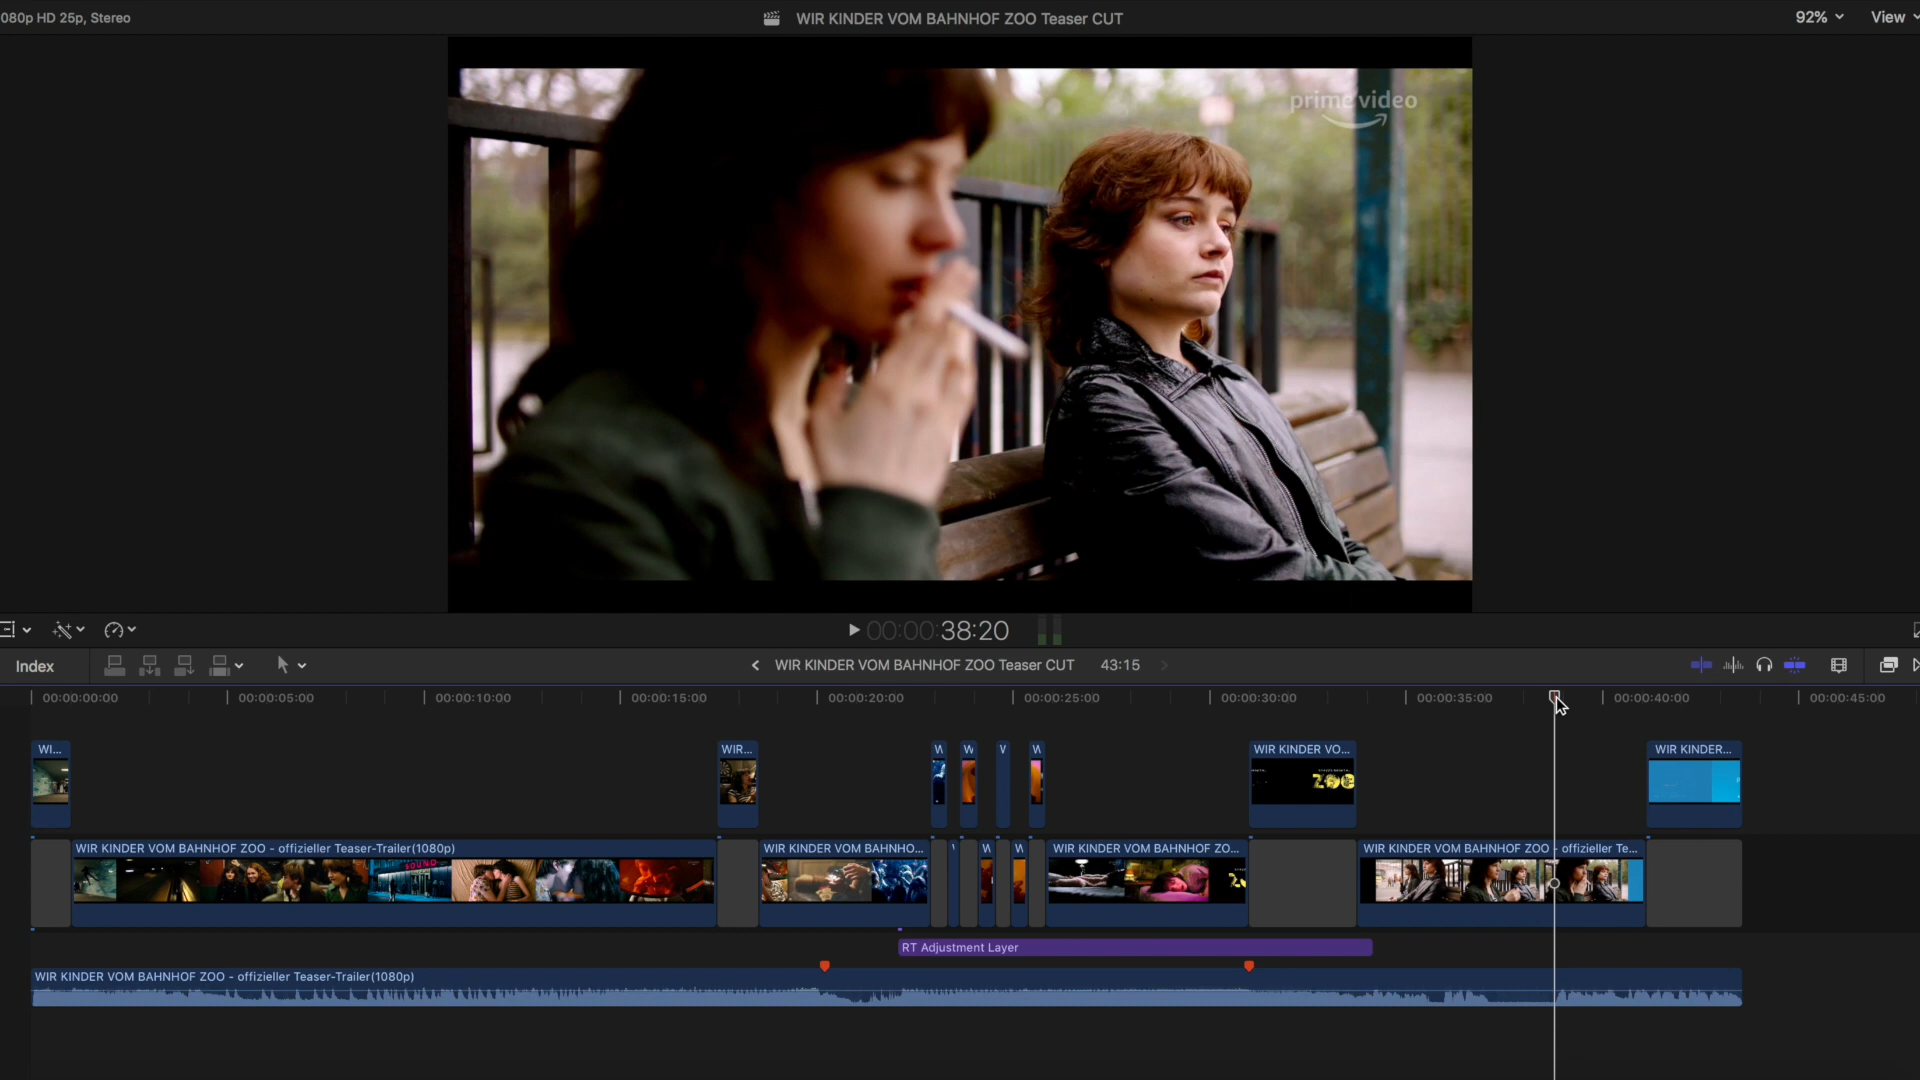 080p HD 25p, Stereo
WIR KINDER VOM BAHNHOF ZOO Teaser CUT
92%
View
prime video
00:00:38:20
Index
WIR KINDER VOM BAHNHOF ZOO Teaser CUT
43:15
00:00:00:00
00:00:05:00
00:00:10:00
00:00:15:00
00:00:20:00
00:00:25:00
00:00:30:00
00:00:35:00
00:00:40:00
00:00:45:00
WI...
WIR...
W
W
V
W
WIR KINDER VO...
WIR KINDER...
ZOO
WIR KINDER VOM BAHNHOF ZOO - offizieller Teaser-Trailer(1080p)
WIR KINDER VOM BAHNHO...
W
W
WIR KINDER VOM BAHNHOF ZO...
WIR KINDER VOM BAHNHOF ZOO - offizieller Te...
SOUND
RT Adjustment Layer
WIR KINDER VOM BAHNHOF ZOO - offizieller Teaser-Trailer(1080p)